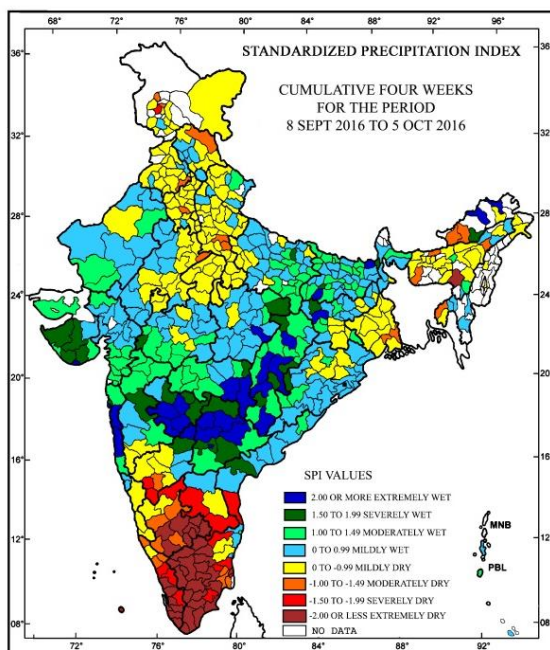 72° 76° 80° 84° 88° 92° 96°
STANDARDIZED PRECIPITATION INDEX
CUMULATIVE FOUR WEEKS
FOR THE PERIOD
8 SEPT 2016 TO 5 OCT 2016
36°
32°
28°
24°
20°
16°
12°
08°
36°
32°
28°
24°
20°
16°
12°
08°
SPI VALUES
2.00 OR MORE EXTREMELY WET
1.50 TO 1.99 SEVERELY WET
1.00 TO 1.49 MODERATELY WET
0 TO 0.99 MILDLY WET
0 TO -0.99 MILDLY DRY
-1.00 TO -1.49 MODERATELY DRY
-1.50 TO -1.99 SEVERELY DRY
-2.00 OR LESS EXTREMELY DRY
NO DATA
MNB
PBL
68° 72° 76° 80° 84° 88° 92°